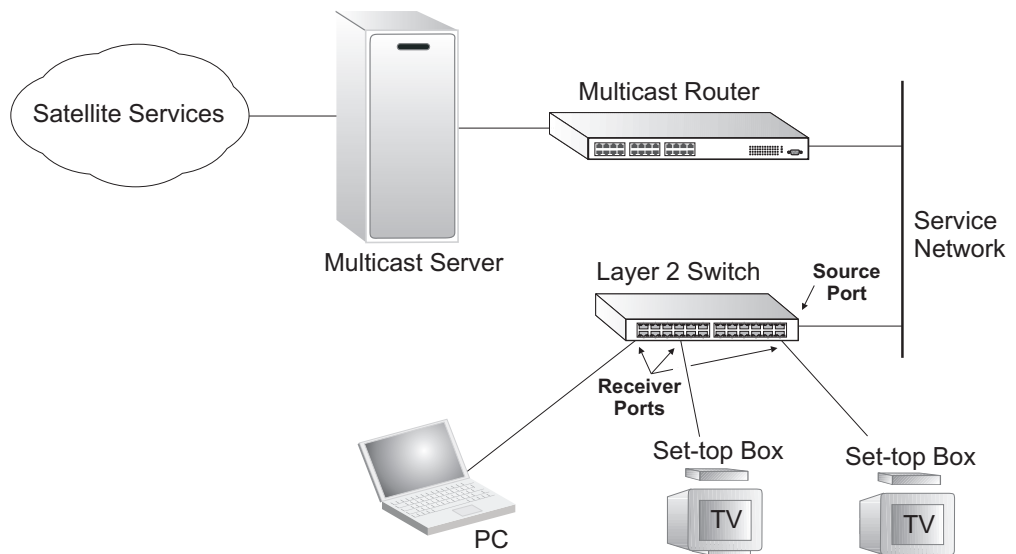 Satellite Services
Multicast Server
Multicast Router
Service
Network
Layer 2 Switch
Source
Port
Receiver
Ports
PC
Set-top Box
TV
Set-top Box
TV